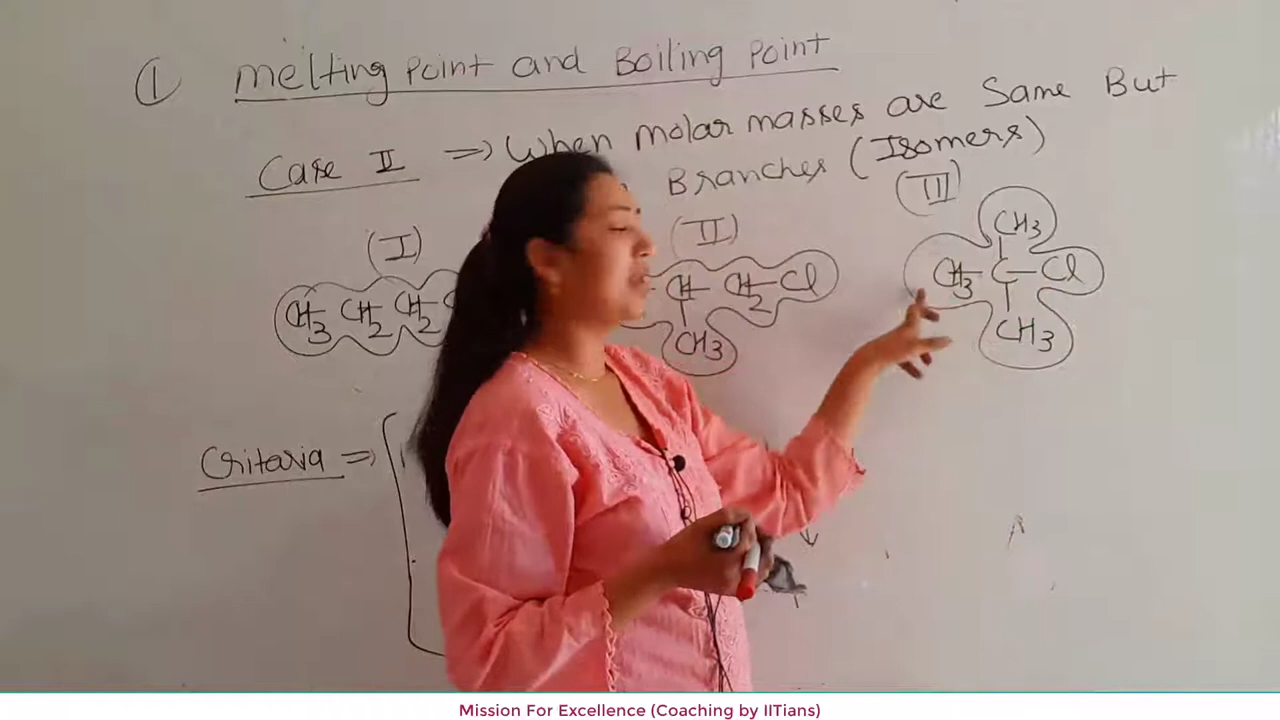 ① Melting Point and Boiling Point
Case II => When Molar masses are Same But
Branches (Isomers)
(I) (II) (III)
CH3 CH2 CH2
CH - CH2 - Cl
CH3
CH3
CH3 - C - Cl
CH3
Critaria =>
Mission For Excellence (Coaching by IITians)